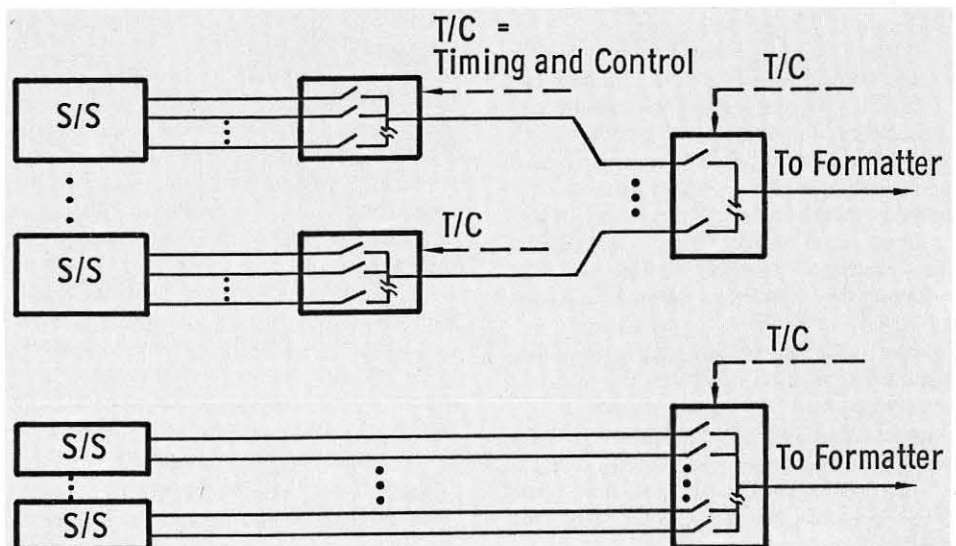 T/C =
Timing and Control
T/C
S/S
To Formatter
T/C
S/S
T/C
S/S
To Formatter
S/S